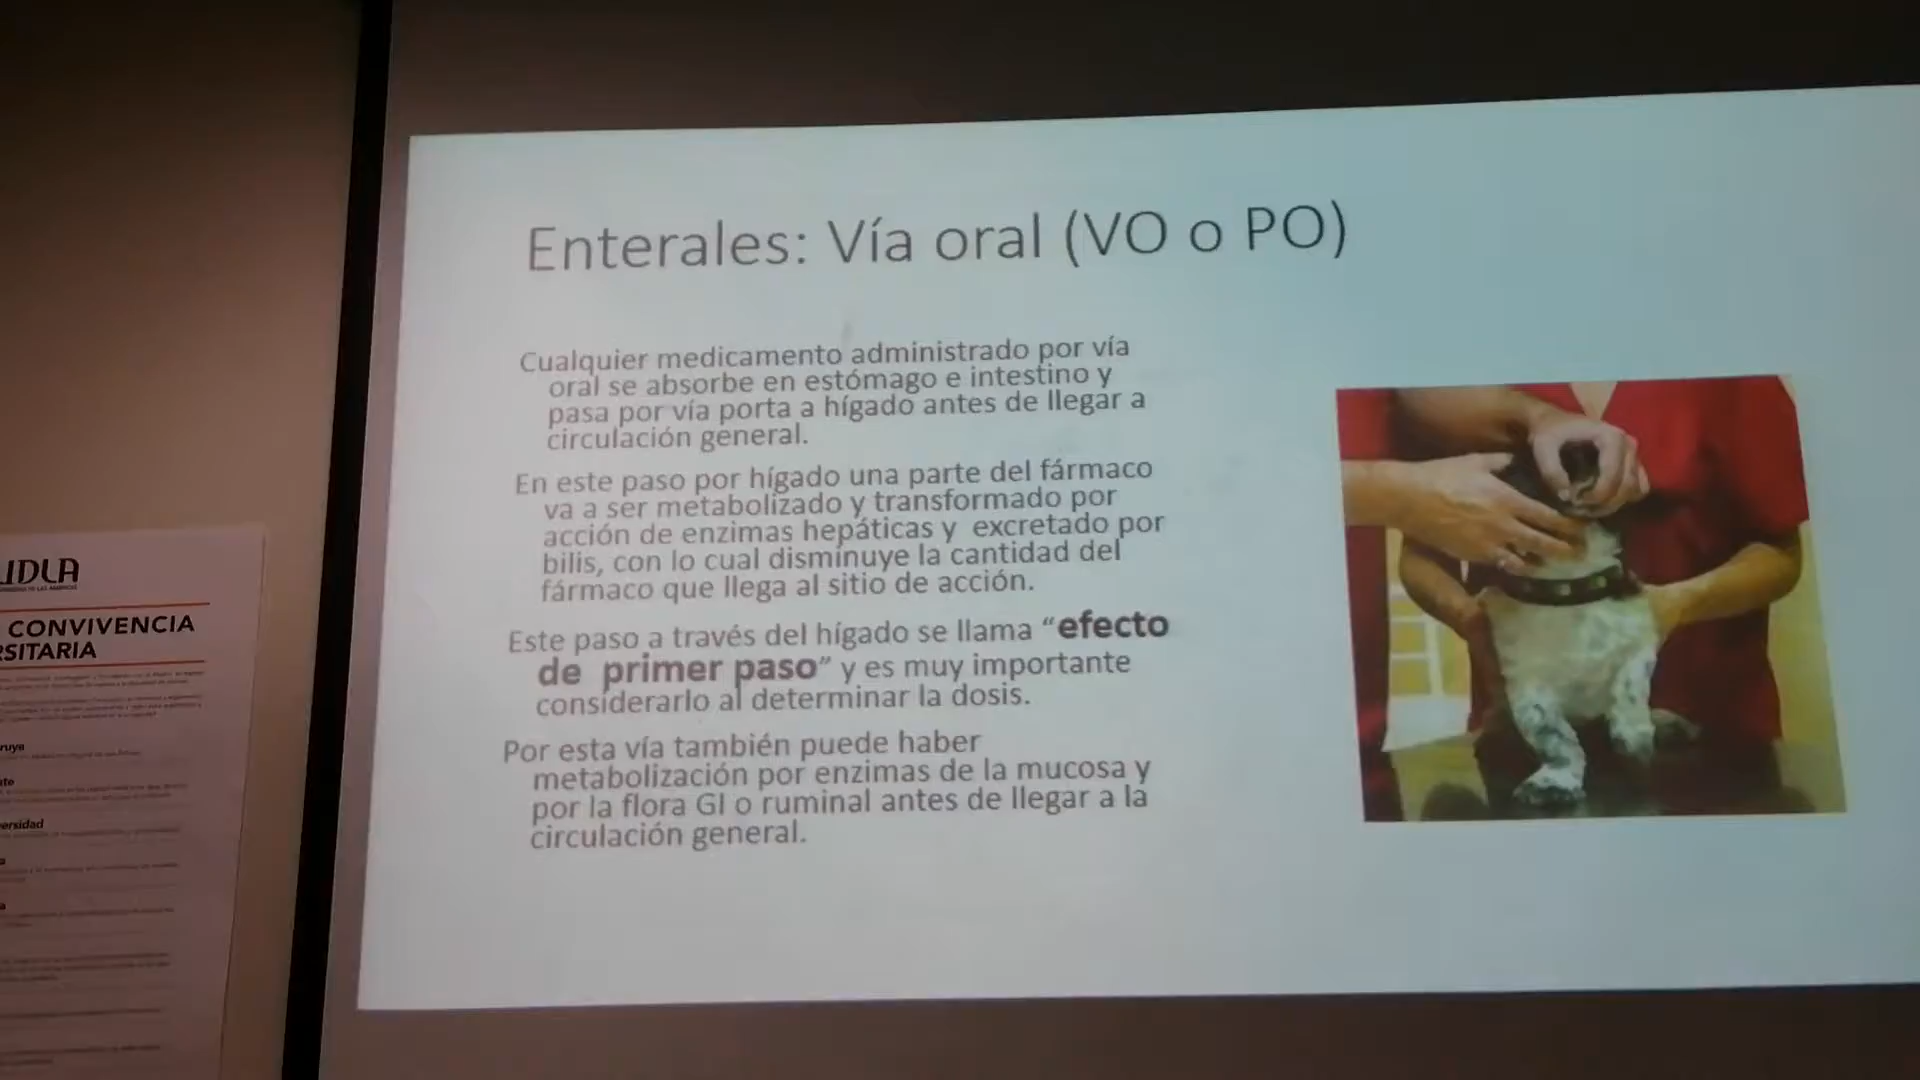 Enterales: Vía oral (VO o PO)
Cualquier medicamento administrado por vía
oral se absorbe en estómago e intestino y
pasa por vía porta a hígado antes de llegar a
circulación general.
En este paso por hígado una parte del fármaco
va a ser metabolizado y transformado por
acción de enzimas hepáticas y excretado por
bilis, con lo cual disminuye la cantidad del
fármaco que llega al sitio de acción.
Este paso a través del hígado se llama “efecto
de primer paso” y es muy importante
considerarlo al determinar la dosis.
Por esta vía también puede haber
metabolización por enzimas de la mucosa y
por la flora GI o ruminal antes de llegar a la
circulación general.
UDLA
CONVIVENCIA
RSITARIA
ruya
ersidad